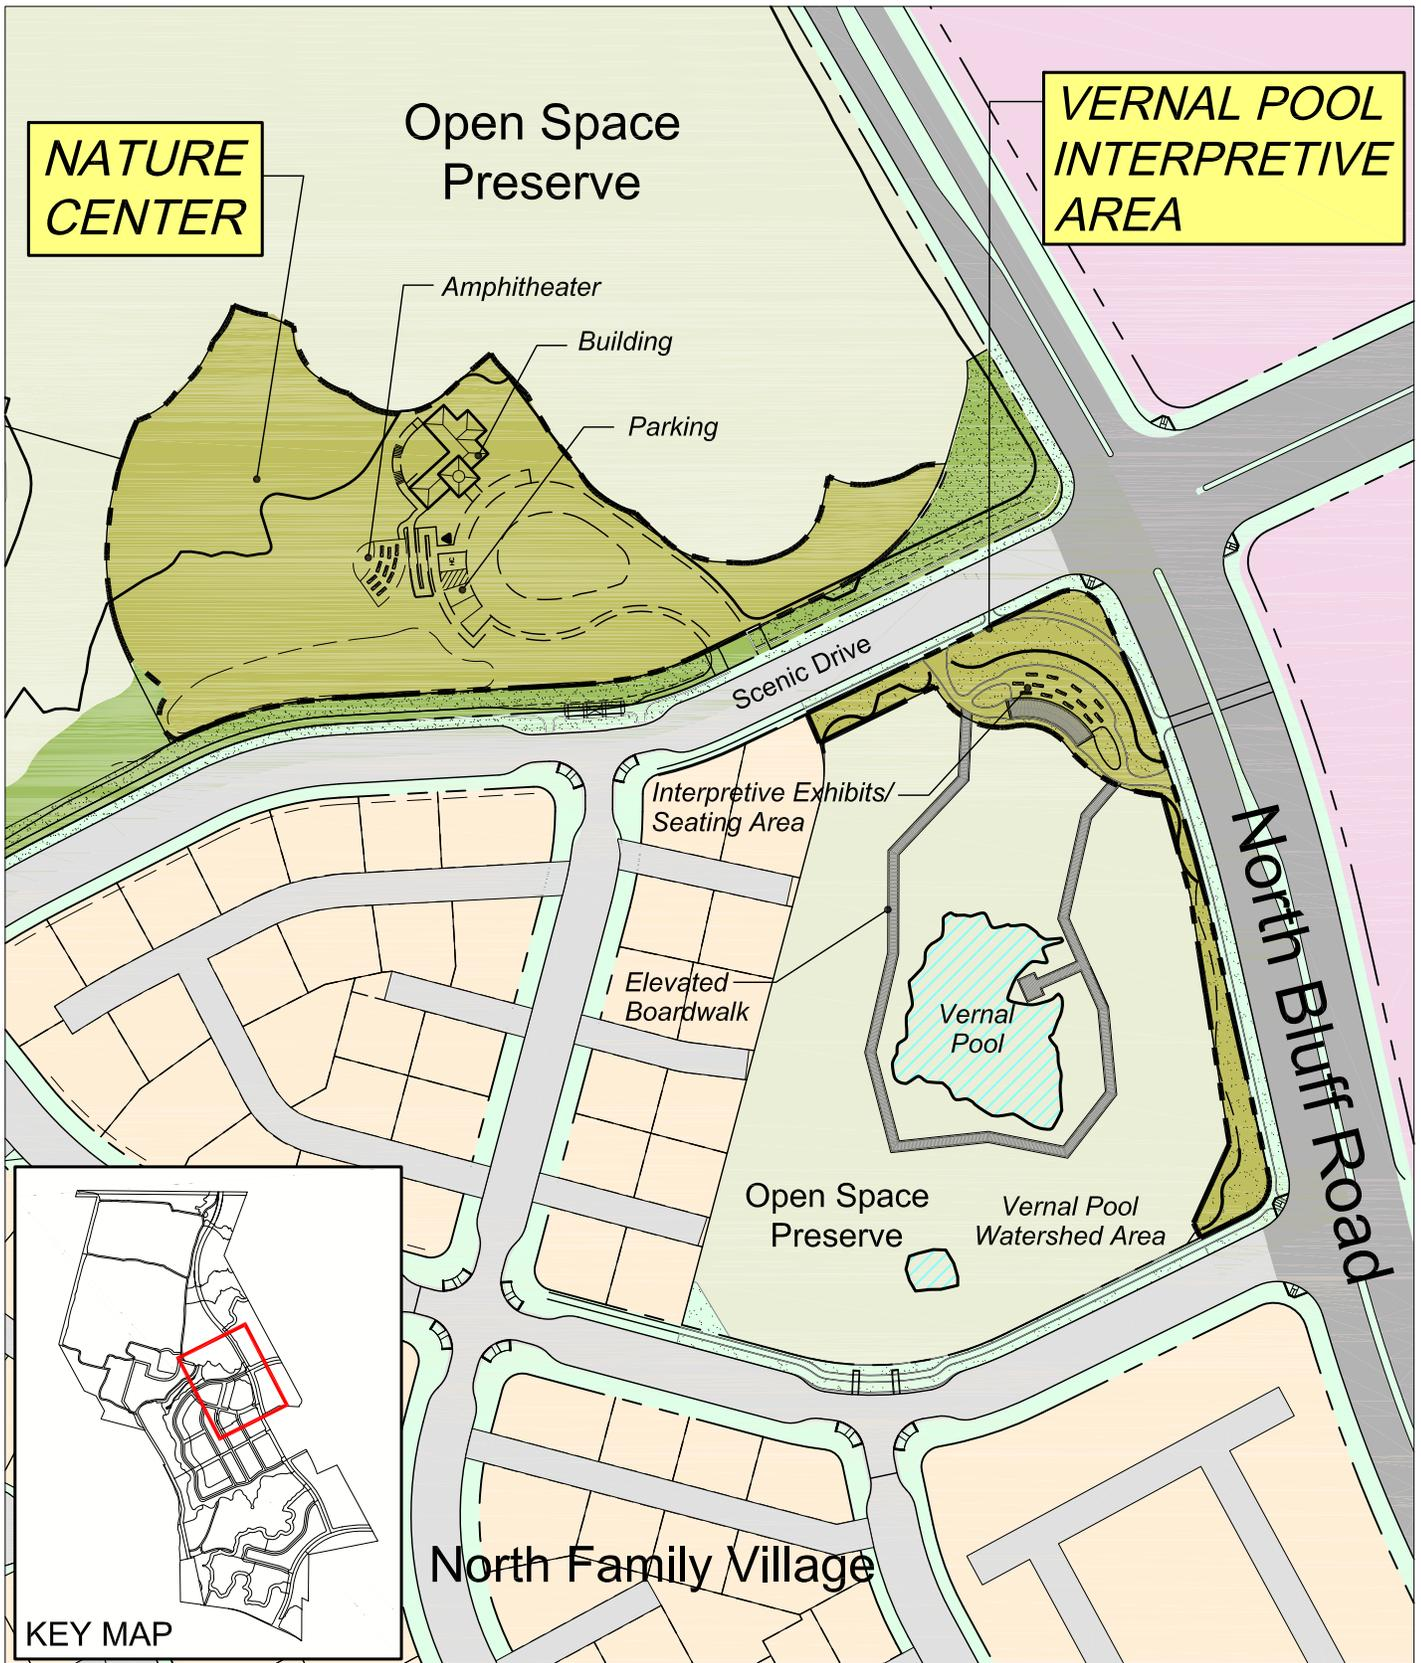 Open Space
Preserve
NATURE
CENTER
VERNAL POOL
INTERPRETIVE
AREA
Amphitheater
Building
Parking
Scenic Drive
Interpretive Exhibits/
Seating Area
Elevated
Boardwalk
Vernal
Pool
North Bluff Road
Open Space
Preserve
Vernal Pool
Watershed Area
North Family Village
KEY MAP